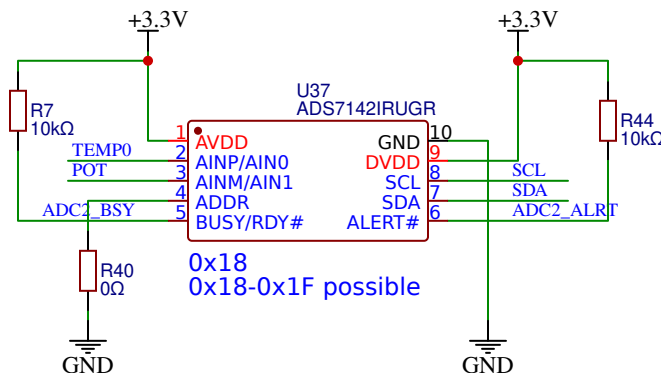 +3.3V
+3.3V
U37
ADS7142IRUGR
R7
10kΩ
R44
10kΩ
1
AVDD
GND
10
TEMP0
2
AINP/AIN0
DVDD
9
POT
3
AINM/AIN1
SCL
8
SCL
4
ADDR
SDA
7
SDA
ADC2_BSY
5
BUSY/RDY#
ALERT#
6
ADC2_ALRT
R40
0Ω
0x18
0x18-0x1F possible
GND
GND